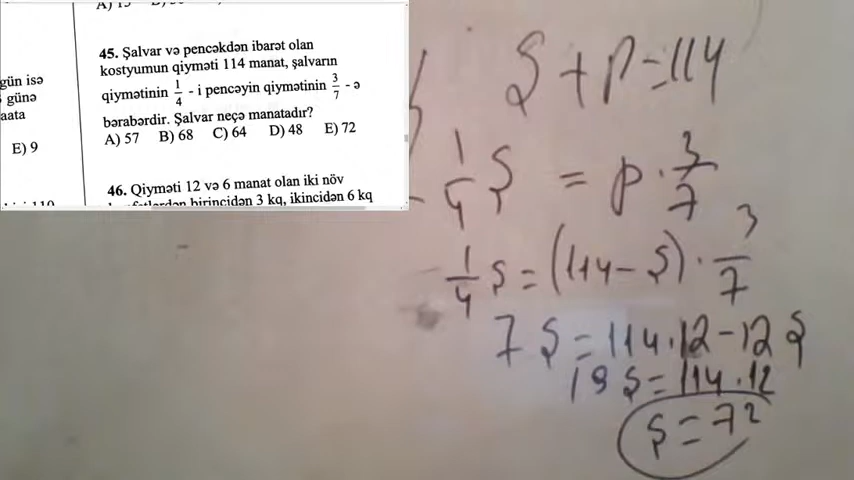 gün isə
günə
aata
E) 9
45. Şalvar və pencəkdən ibarət olan
kostyumun qiyməti 114 manat, şalvarın
qiymətinin 1/4 - i pencəyin qiymətinin 3/7 - ə
bərabərdir. Şalvar neçə manatadır?
A) 57 B) 68 C) 64 D) 48 E) 72
46. Qiyməti 12 və 6 manat olan iki növ
birincidən 3 kq, ikincidən 6 kq
Ş + P = 114
1/4 Ş = P · 3/7
1/4 Ş = (114 - Ş) · 3/7
7 Ş = 114 · 12 - 12 Ş
19 Ş = 114 · 12
Ş = 72